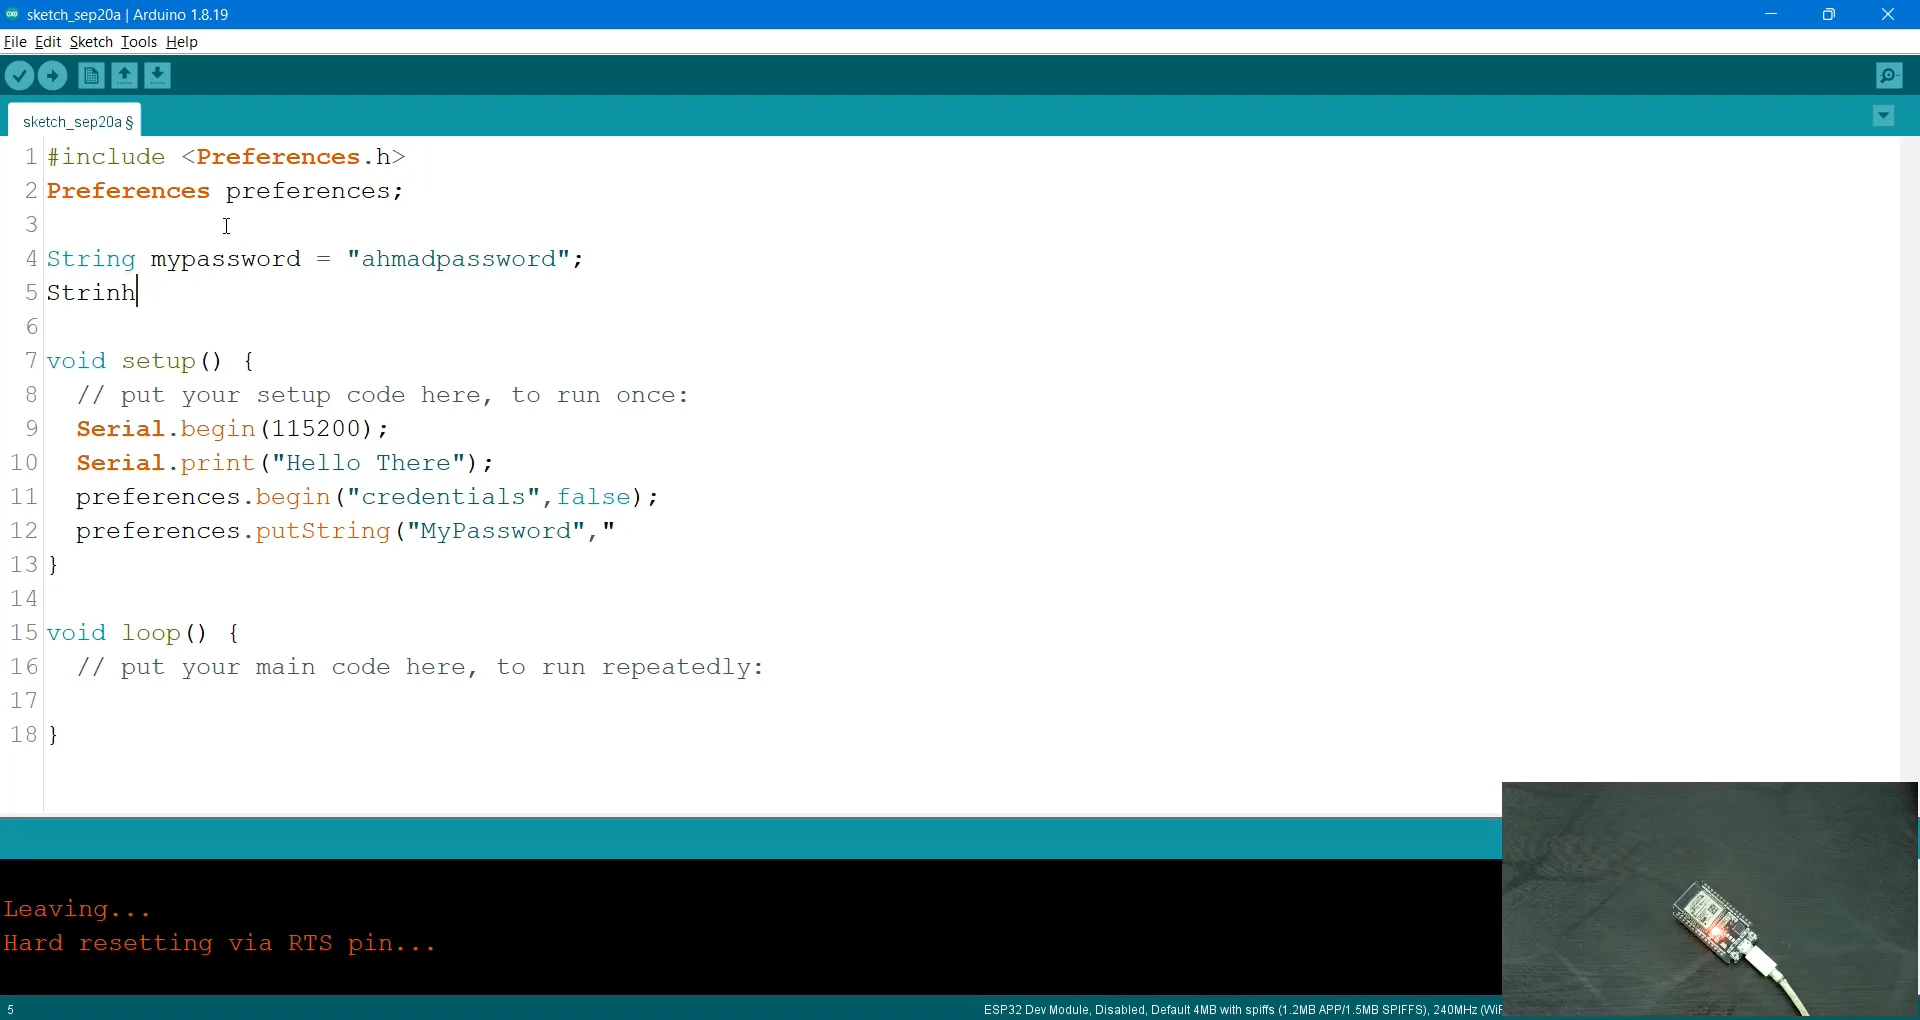 sketch_sep20a | Arduino 1.8.19
File Edit Sketch Tools Help
sketch_sep20a §
1 #include <Preferences.h>
2 Preferences preferences;
3
4 String mypassword = "ahmadpassword";
5 Strinh
6
7 void setup() {
8 // put your setup code here, to run once:
9 Serial.begin(115200);
10 Serial.print("Hello There");
11 preferences.begin("credentials",false);
12 preferences.putString("MyPassword","
13 }
14
15 void loop() {
16 // put your main code here, to run repeatedly:
17
18 }
Leaving...
Hard resetting via RTS pin...
5 ESP32 Dev Module, Disabled, Default 4MB with spiffs (1.2MB APP/1.5MB SPIFFS), 240MHz (WiF